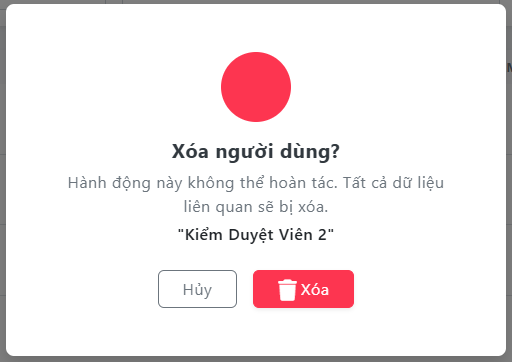 Xóa người dùng?
Hành động này không thể hoàn tác. Tất cả dữ liệu
liên quan sẽ bị xóa.
"Kiểm Duyệt Viên 2"
Hủy
Xóa